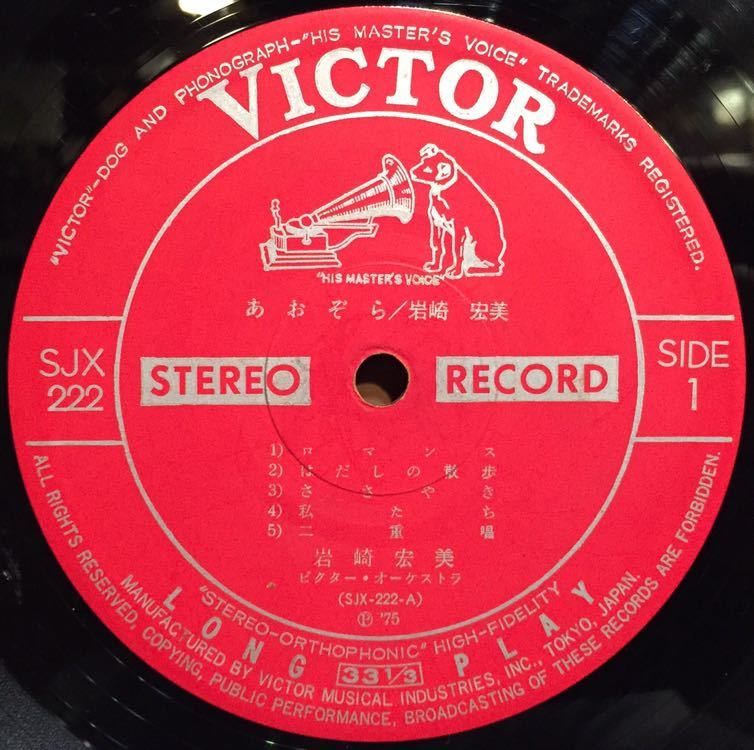 "VICTOR"-DOG AND PHONOGRAPH-"HIS MASTER'S VOICE" TRADEMARKS REGISTERED.
VICTOR
"HIS MASTER'S VOICE"
あおぞら/岩崎 宏美
SJX
222
STEREO RECORD
SIDE
1
1) ロマンス
2) はだしの散歩
3) ささやき
4) 私たち
5) 二重唱
岩崎宏美
ビクター・オーケストラ
(SJX-222-A)
Ⓟ '75
"STEREO-ORTHOPHONIC" HIGH-FIDELITY
LONG 33 1/3 PLAY
MANUFACTURED BY VICTOR MUSICAL INDUSTRIES, INC., TOKYO, JAPAN.
ALL RIGHTS RESERVED, COPYING, PUBLIC PERFORMANCE, BROADCASTING OF THESE RECORDS ARE FORBIDDEN.